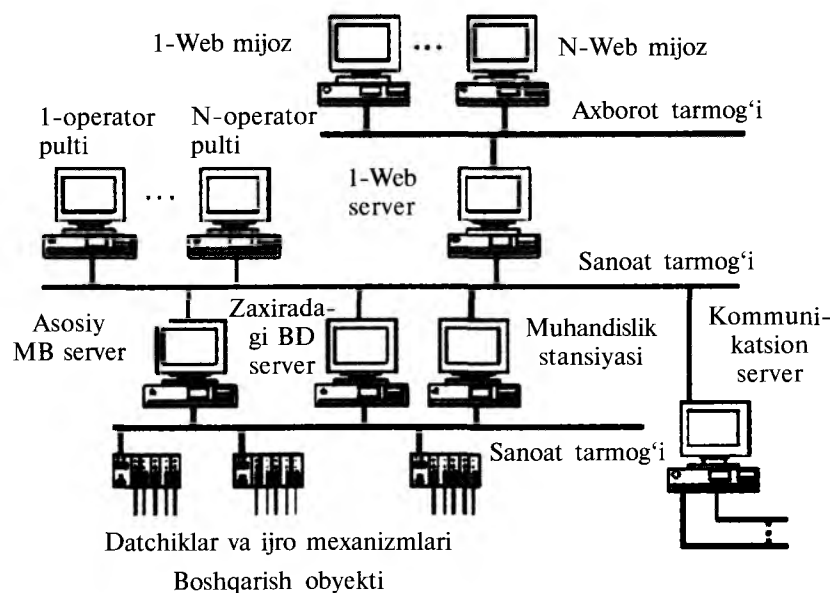 1-Web mijoz
N-Web mijoz
Axborot tarmog‘i
1-operator
pulti
N-operator
pulti
1-Web
server
Sanoat tarmog‘i
Asosiy
MB server
Zaxirada-
gi BD
server
Muhandislik
stansiyasi
Kommuni-
katsion
server
Sanoat tarmog‘i
Datchiklar va ijro mexanizmlari
Boshqarish obyekti